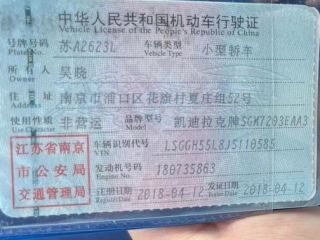 中华人民共和国机动车行驶证
Vehicle License of the People's Republic of China
号牌号码 苏A2623L 车辆类型 小型轿车
Plate No. Vehicle Type
所有人 吴晓
Owner
住址 南京市浦口区花旗村夏庄组52号
Address
使用性质 非营运 品牌型号 凯迪拉克牌SGM7203EAA3
Use Character Model
江苏省南京 车辆识别代号 LSGGH55L8JS110585
VIN
市公安局 发动机号码 180735863
Engine No.
交通管理局 注册日期 2018-04-12 发证日期 2018-04-12
Register Date Issue Date